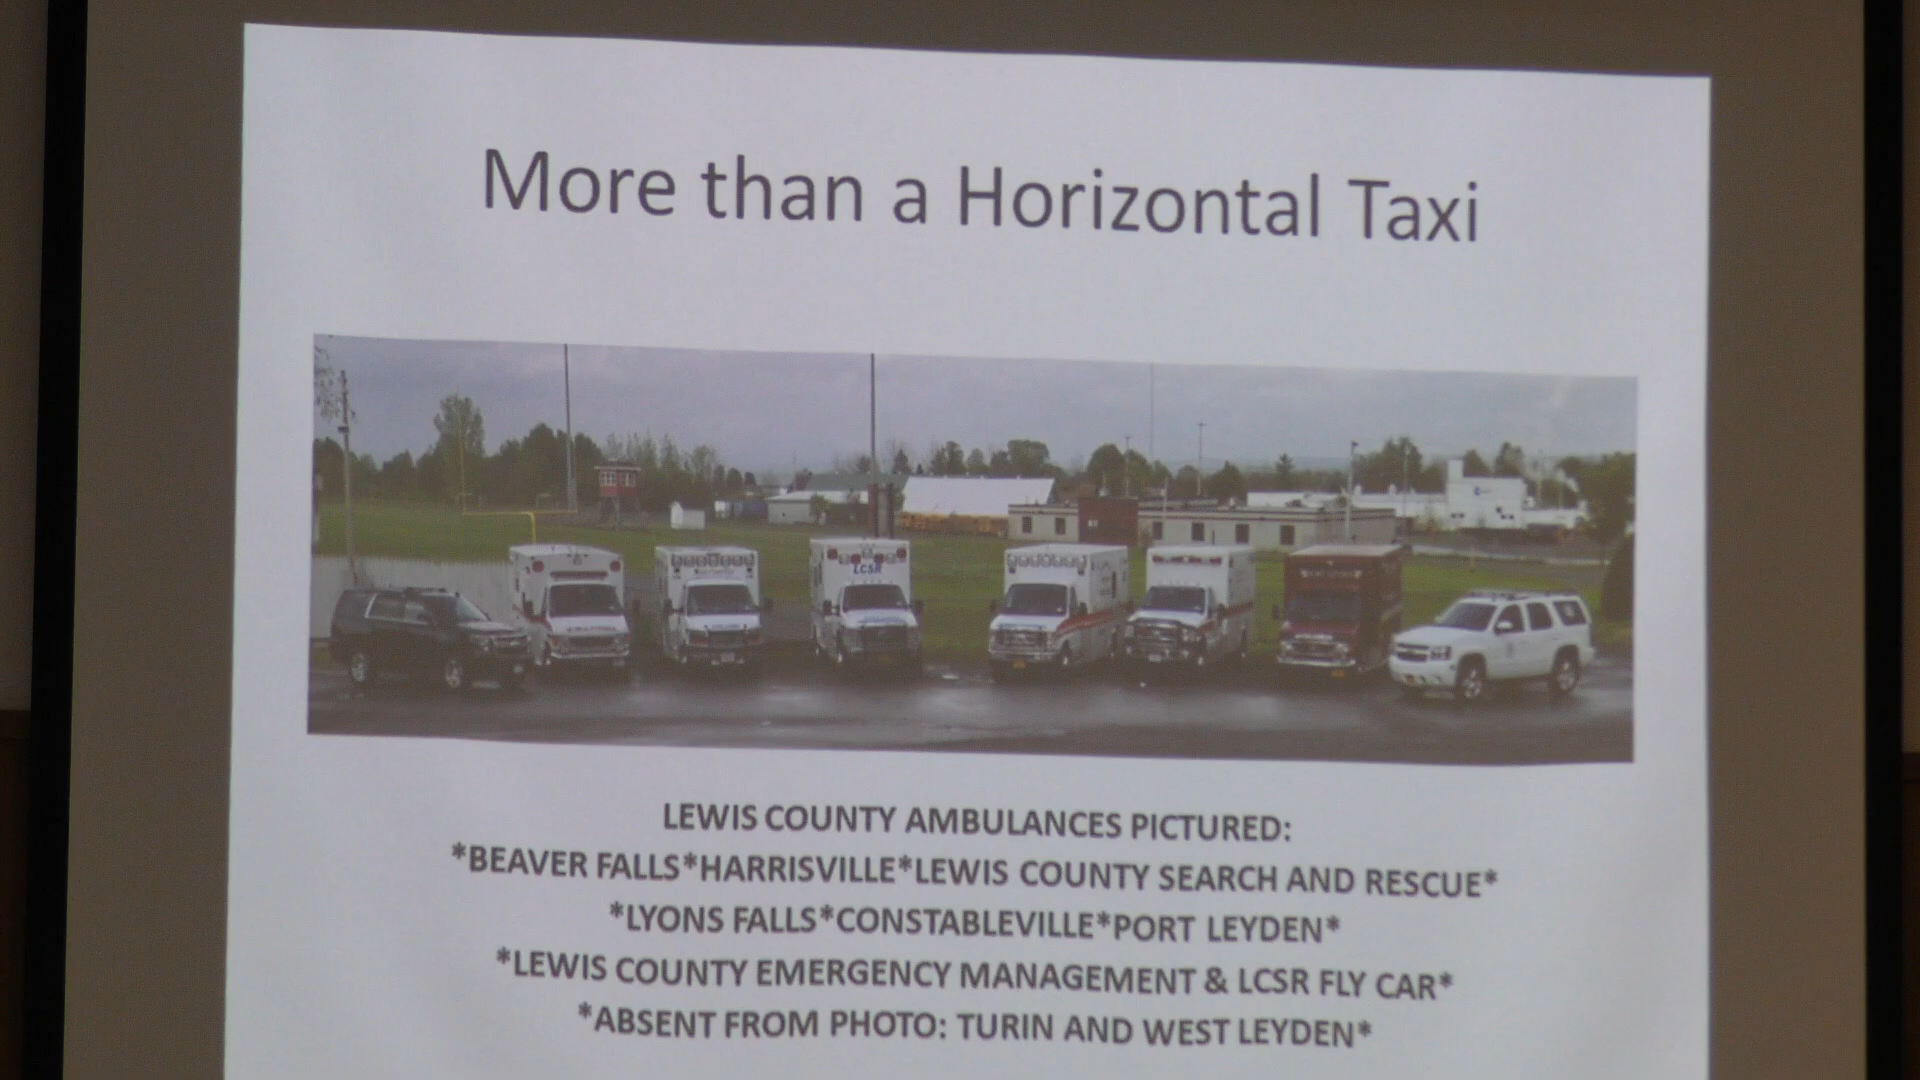 More than a Horizontal Taxi
LCSR
LEWIS COUNTY AMBULANCES PICTURED:
*BEAVER FALLS*HARRISVILLE*LEWIS COUNTY SEARCH AND RESCUE*
*LYONS FALLS*CONSTABLEVILLE*PORT LEYDEN*
*LEWIS COUNTY EMERGENCY MANAGEMENT & LCSR FLY CAR*
*ABSENT FROM PHOTO: TURIN AND WEST LEYDEN*